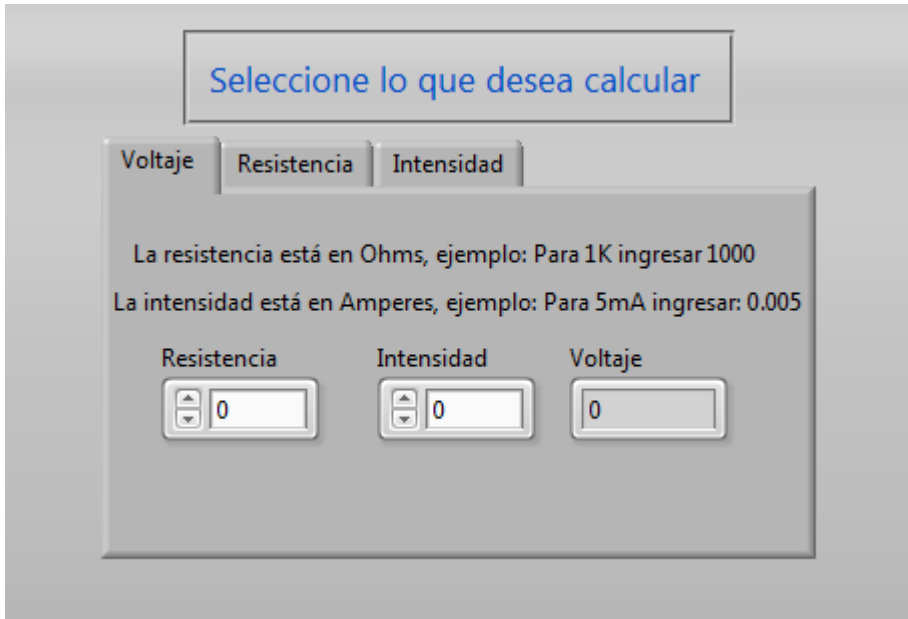 Seleccione lo que desea calcular
Voltaje Resistencia Intensidad
La resistencia está en Ohms, ejemplo: Para 1K ingresar 1000
La intensidad está en Amperes, ejemplo: Para 5mA ingresar: 0.005
Resistencia Intensidad Voltaje
0 0 0